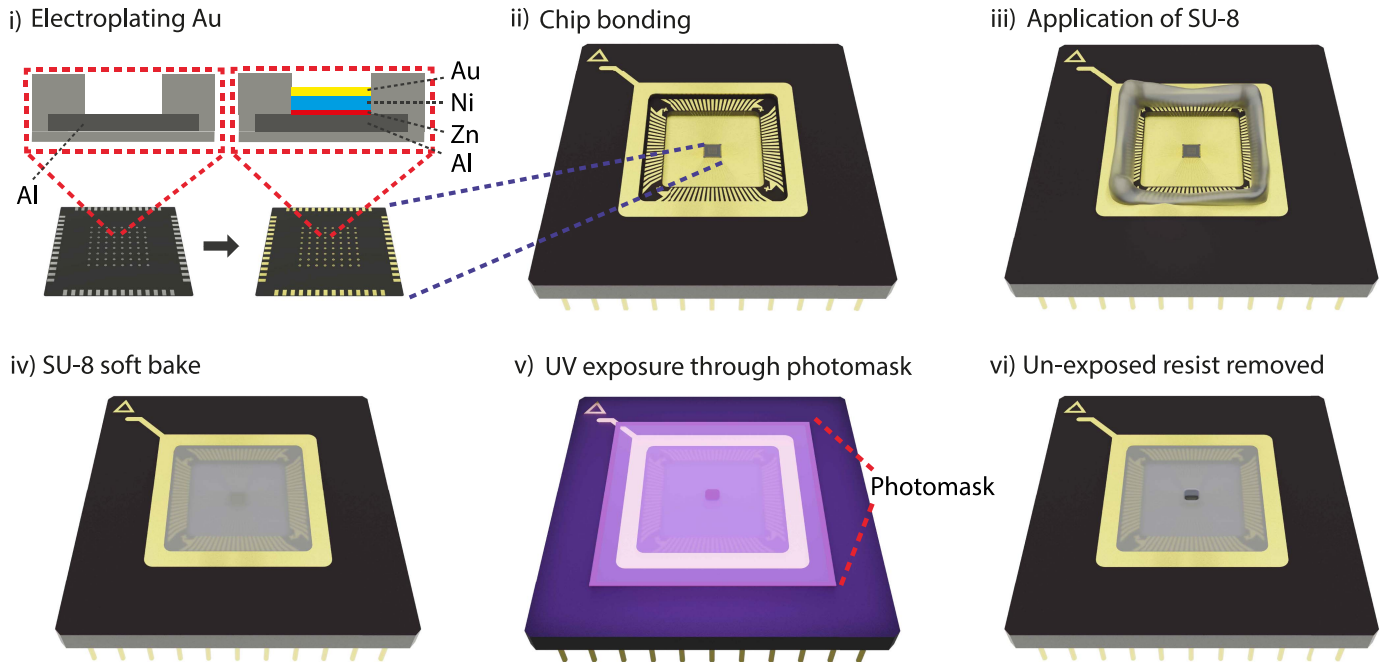 i) Electroplating Au
ii) Chip bonding
iii) Application of SU-8
Au
Ni
Zn
Al
Al
iv) SU-8 soft bake
v) UV exposure through photomask
vi) Un-exposed resist removed
Photomask